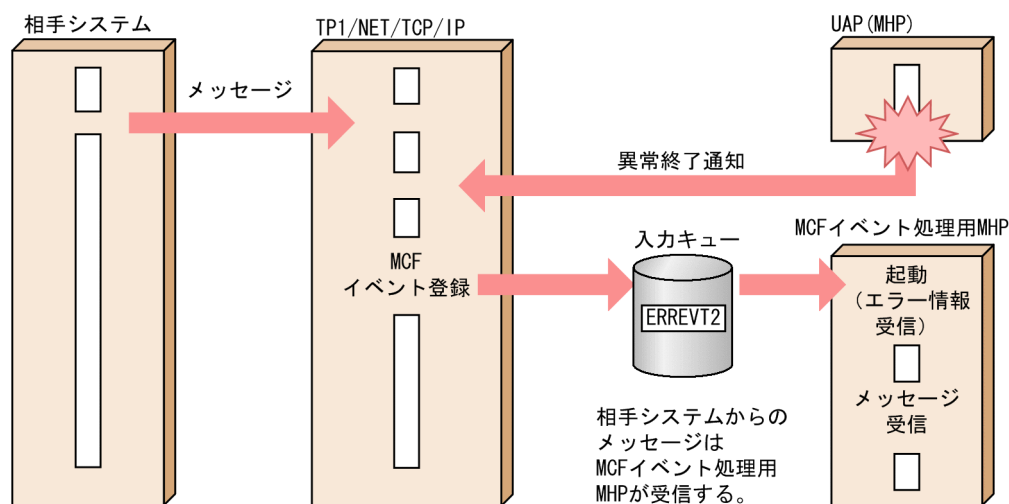 相手システム
TP1/NET/TCP/IP
UAP(MHP)
メッセージ
異常終了通知
MCF
イベント登録
入力キュー
ERREVT2
MCFイベント処理用MHP
起動
(エラー情報
受信)
メッセージ
受信
相手システムからの
メッセージは
MCFイベント処理用
MHPが受信する。